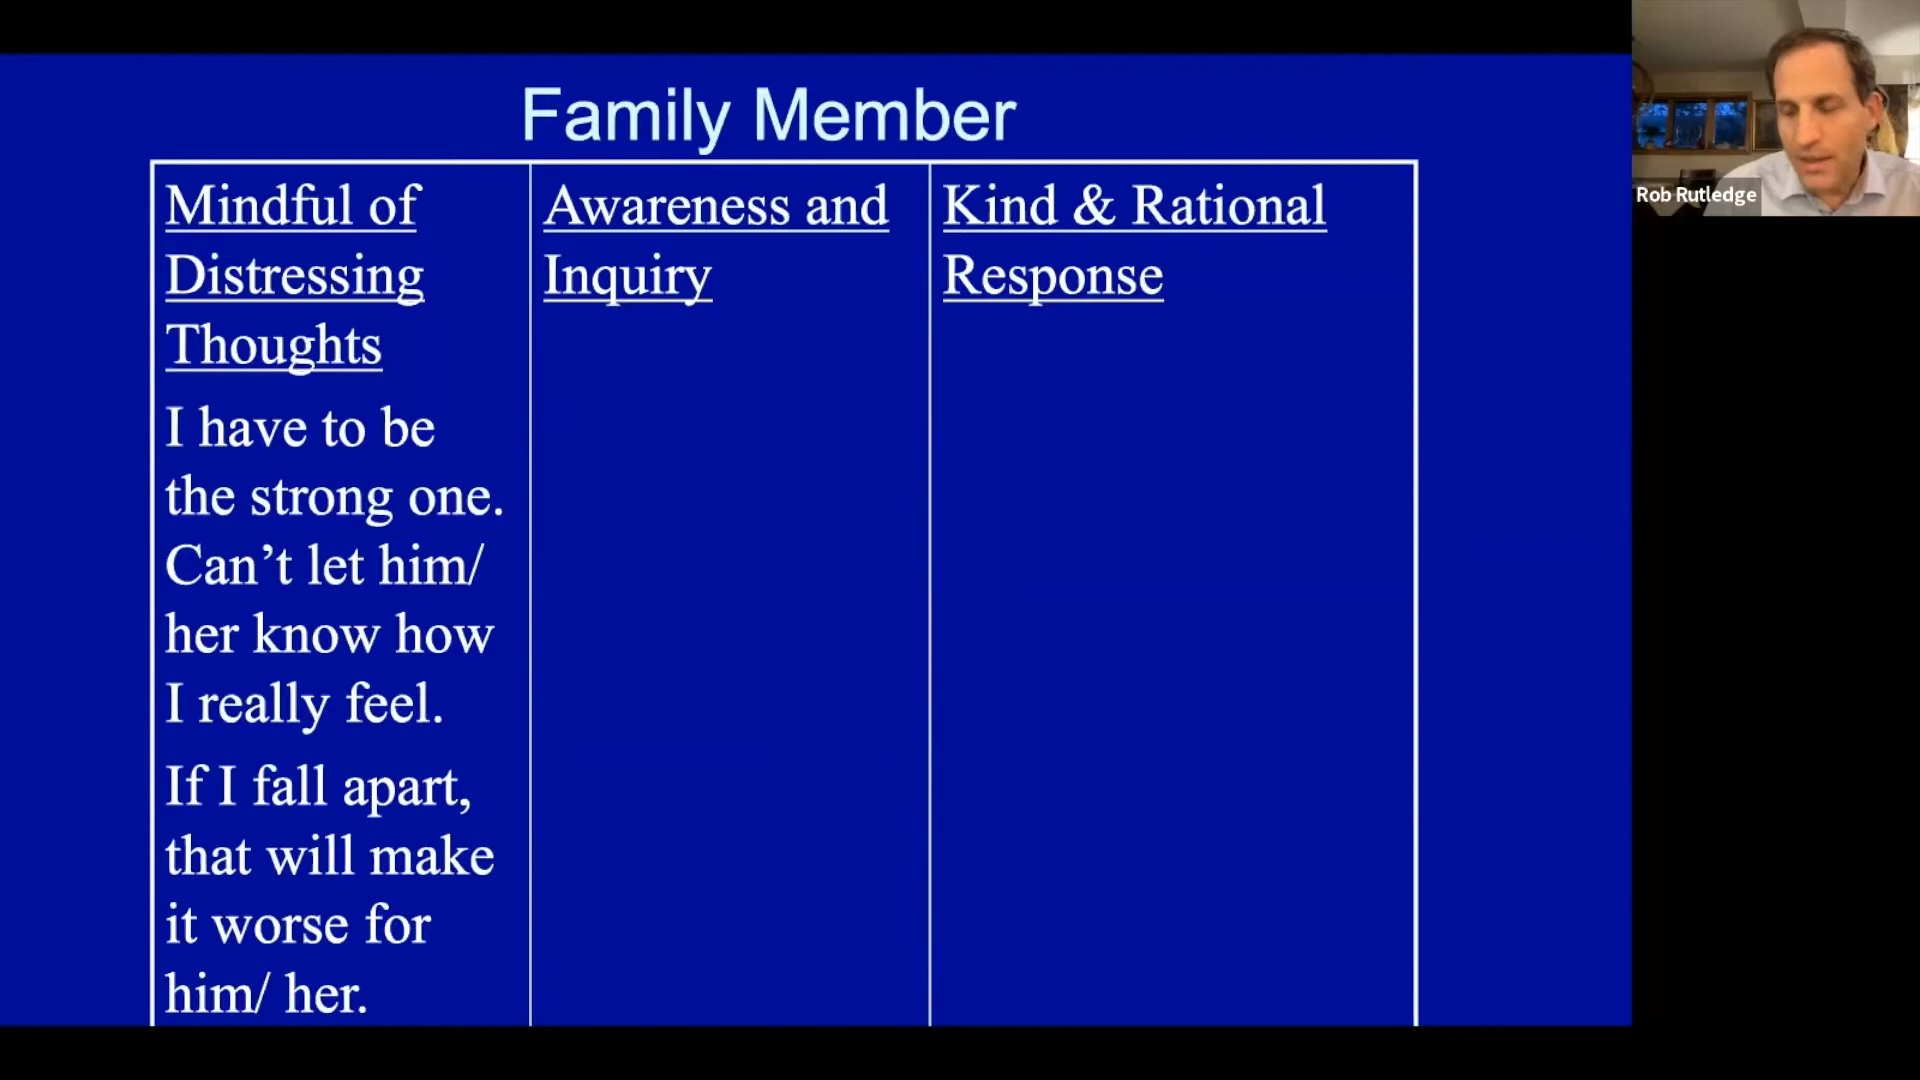 Family Member
Mindful of
Distressing
Thoughts
I have to be
the strong one.
Can’t let him/
her know how
I really feel.
If I fall apart,
that will make
it worse for
him/ her.
Awareness and
Inquiry
Kind & Rational
Response
Rob Rutledge